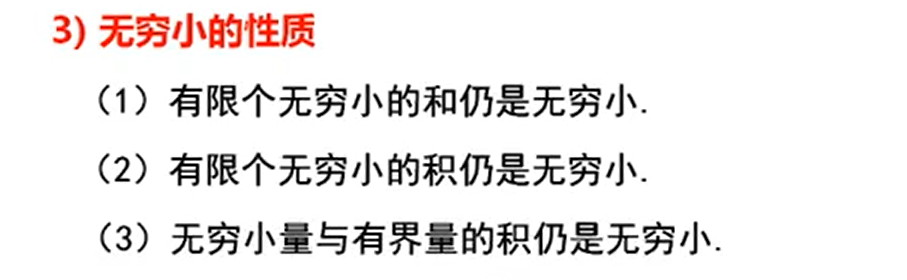 3) 无穷小的性质
（1）有限个无穷小的和仍是无穷小.
（2）有限个无穷小的积仍是无穷小.
（3）无穷小量与有界量的积仍是无穷小.